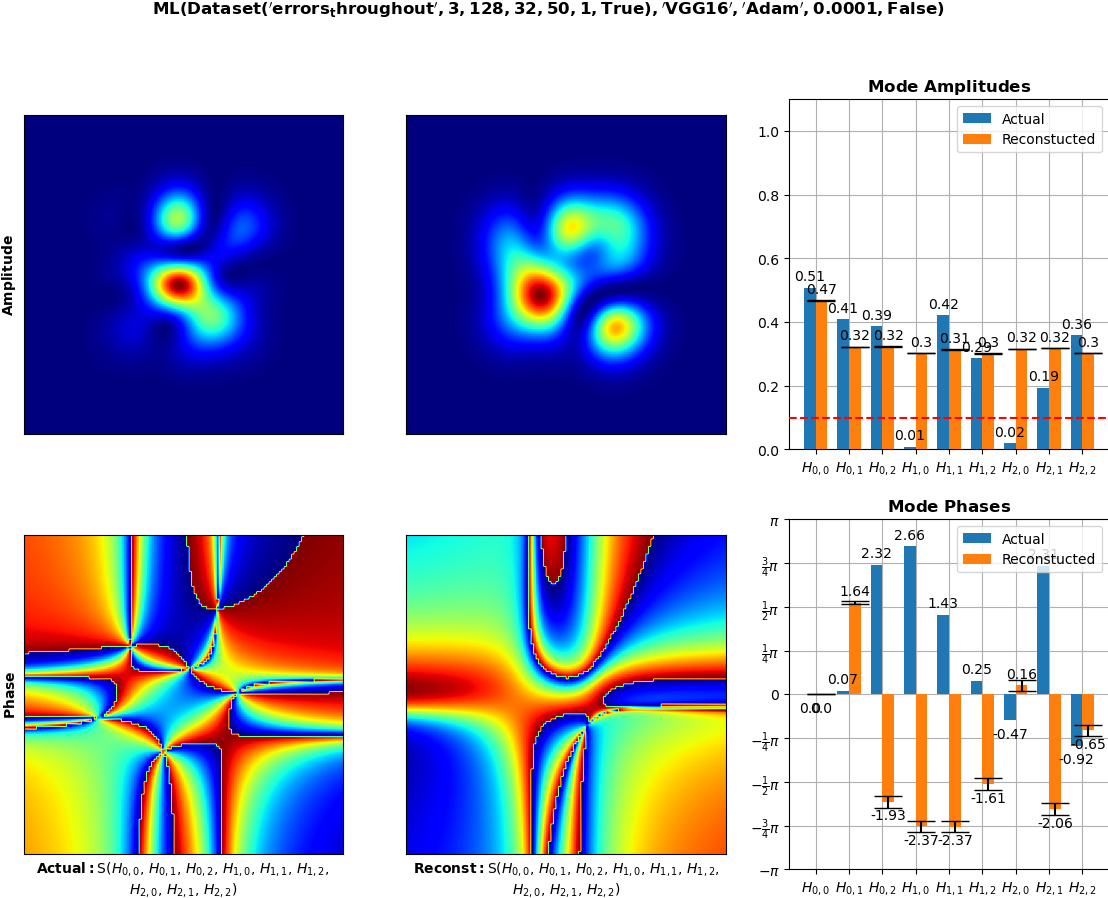 ML(Dataset('errors_throughout', 3, 128, 32, 50, 1, True), 'VGG16', 'Adam', 0.0001, False)
Amplitude
Mode Amplitudes
Actual
Reconstucted
1.0
0.8
0.6
0.4
0.2
0.0
0.51
0.47
0.41
0.32
0.39
0.32
0.01
0.3
0.42
0.31
0.29
0.3
0.02
0.32
0.19
0.32
0.36
0.3
H0,0 H0,1 H0,2 H1,0 H1,1 H1,2 H2,0 H2,1 H2,2
Phase
Actual: S(H0,0, H0,1, H0,2, H1,0, H1,1, H1,2,
H2,0, H2,1, H2,2)
Reconst: S(H0,0, H0,1, H0,2, H1,0, H1,1, H1,2,
H2,0, H2,1, H2,2)
Mode Phases
Actual
Reconstucted
π
3/4π
1/2π
1/4π
0
−1/4π
−1/2π
−3/4π
−π
0.0
0.0
0.07
1.64
2.32
-1.93
2.66
-2.37
1.43
-2.37
0.25
-1.61
-0.47
0.16
2.31
-2.06
-0.92
-0.65
H0,0 H0,1 H0,2 H1,0 H1,1 H1,2 H2,0 H2,1 H2,2